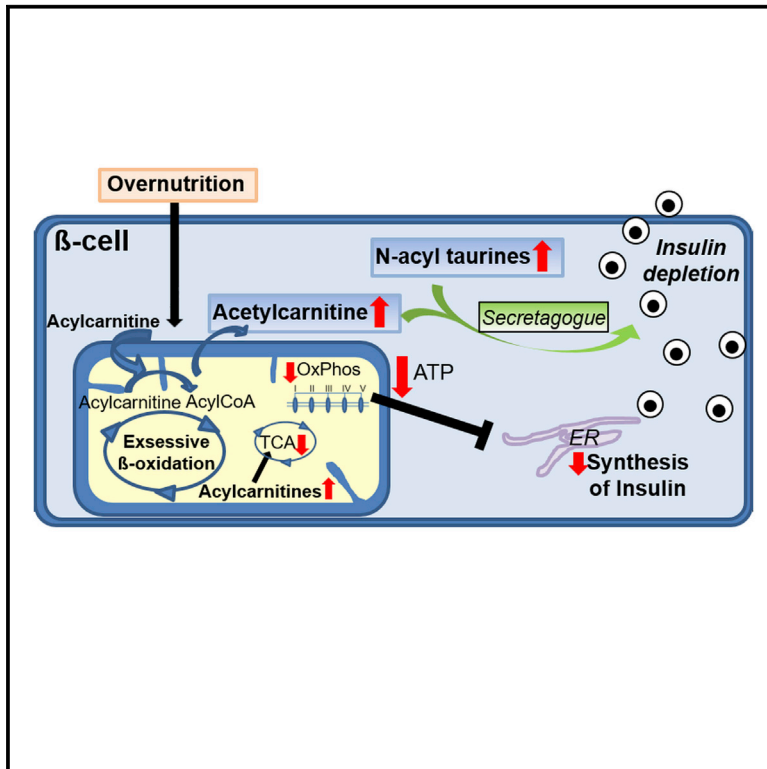 Overnutrition
ß-cell
N-acyl taurines
Insulin
depletion
Acetylcarnitine
Secretagogue
Acylcarnitine
OxPhos
I II III IV V
ATP
Acylcarnitine AcylCoA
Exsessive
ß-oxidation
TCA
Acylcarnitines
ER
Synthesis
of Insulin